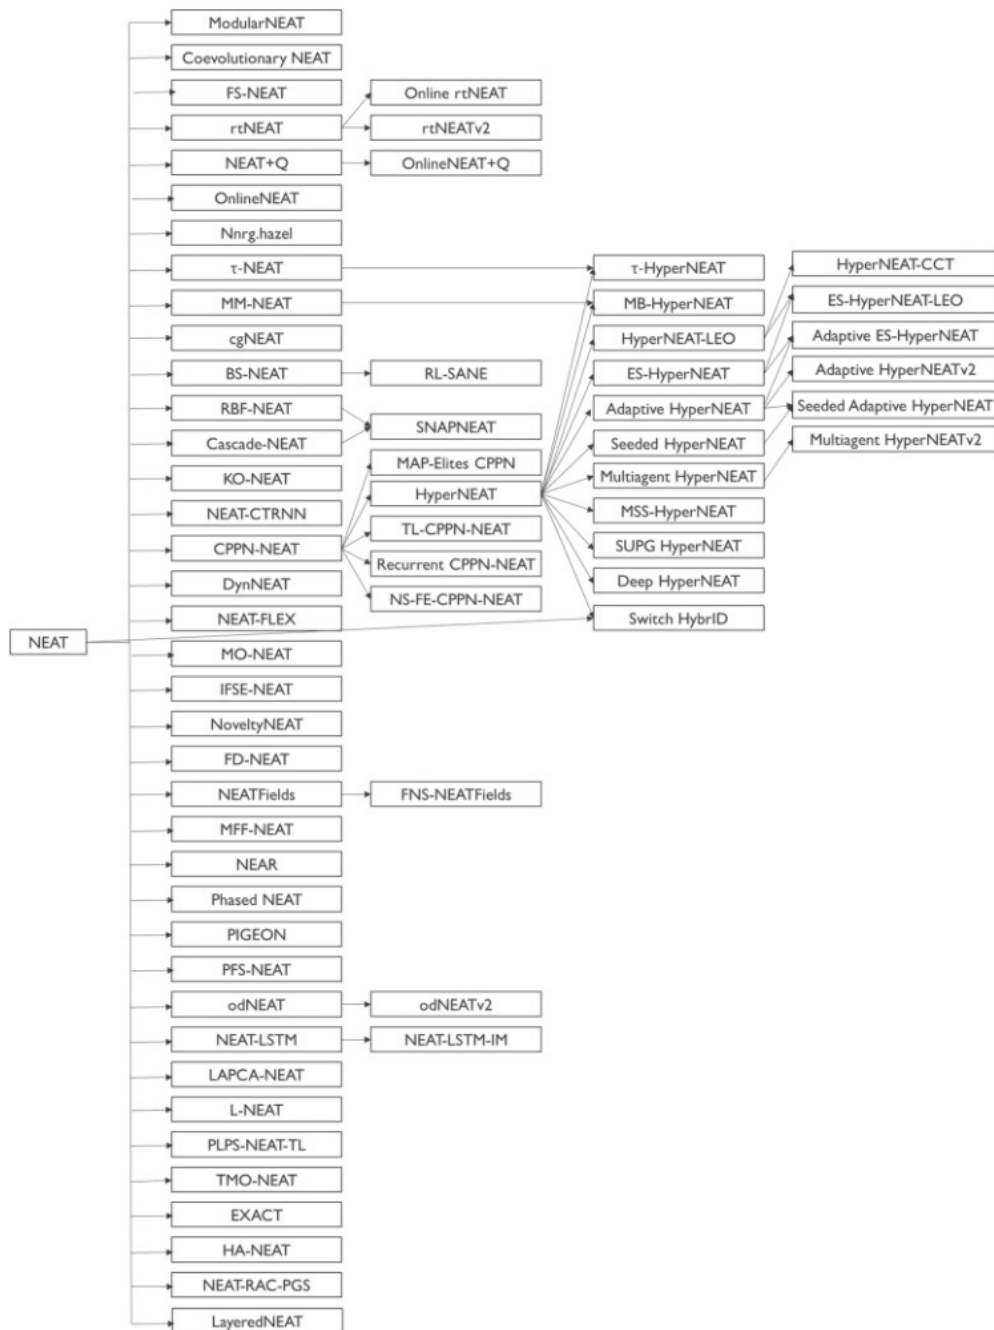 ModularNEAT
Coevolutionary NEAT
FS-NEAT
Online rtNEAT
rtNEAT
rtNEATv2
NEAT+Q
OnlineNEAT+Q
OnlineNEAT
Nnrg.hazel
τ-NEAT
τ-HyperNEAT
HyperNEAT-CCT
MM-NEAT
MB-HyperNEAT
ES-HyperNEAT-LEO
cgNEAT
HyperNEAT-LEO
Adaptive ES-HyperNEAT
BS-NEAT
RL-SANE
ES-HyperNEAT
Adaptive HyperNEATv2
RBF-NEAT
SNAPNEAT
Adaptive HyperNEAT
Seeded Adaptive HyperNEAT
Cascade-NEAT
MAP-Elites CPPN
Seeded HyperNEAT
Multiagent HyperNEATv2
KO-NEAT
HyperNEAT
Multiagent HyperNEAT
NEAT-CTRNN
TL-CPPN-NEAT
MSS-HyperNEAT
CPPN-NEAT
Recurrent CPPN-NEAT
SUPG HyperNEAT
DynNEAT
NS-FE-CPPN-NEAT
Deep HyperNEAT
NEAT-FLEX
Switch HybrID
NEAT
MO-NEAT
IFSE-NEAT
NoveltyNEAT
FD-NEAT
NEATFields
FNS-NEATFields
MFF-NEAT
NEAR
Phased NEAT
PIGEON
PFS-NEAT
odNEAT
odNEATv2
NEAT-LSTM
NEAT-LSTM-IM
LAPCA-NEAT
L-NEAT
PLPS-NEAT-TL
TMO-NEAT
EXACT
HA-NEAT
NEAT-RAC-PGS
LayeredNEAT